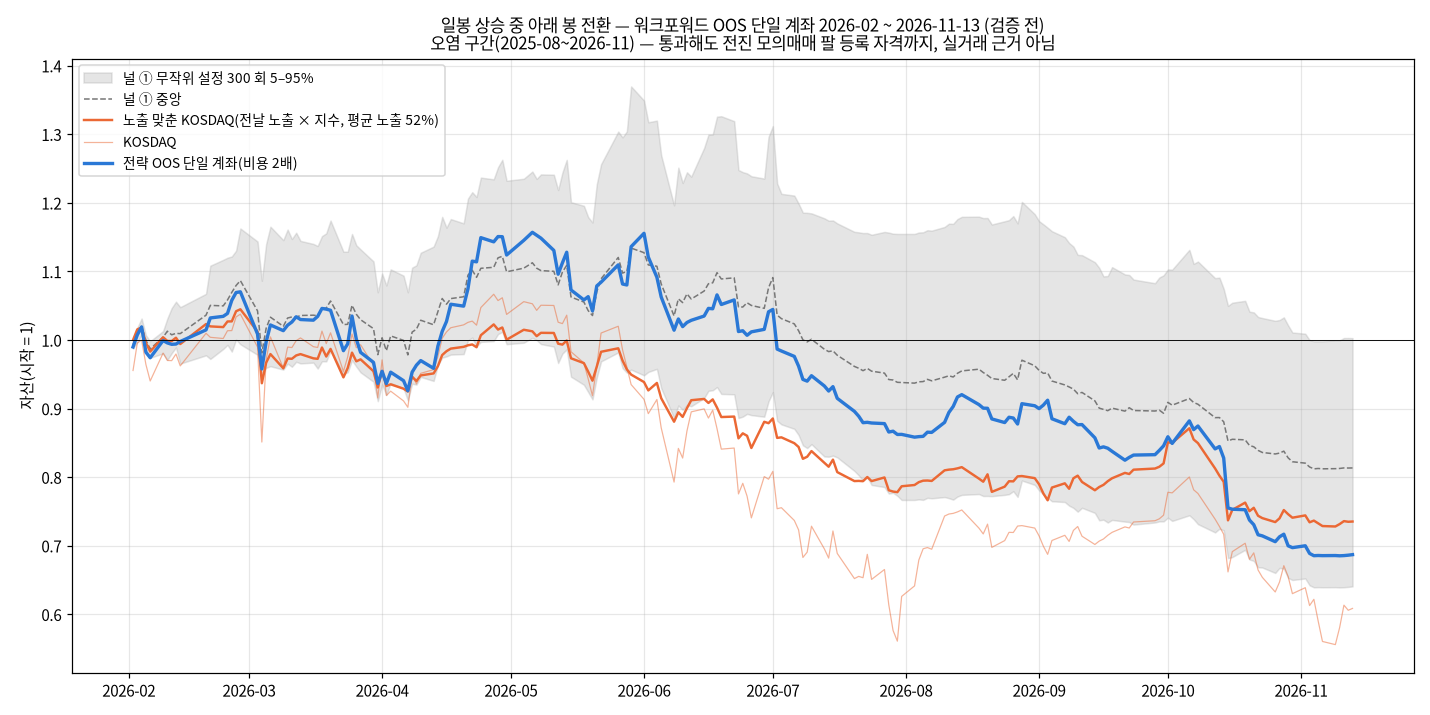 일봉 상승 중 아래 봉 전환 — 워크포워드 OOS 단일 계좌 2026-02 ~ 2026-11-13 (검증 전)
오염 구간(2025-08~2026-11) — 통과해도 전진 모의매매 팔 등록 자격까지, 실거래 근거 아님
널 ① 무작위 설정 300 회 5–95%
널 ① 중앙
노출 맞춘 KOSDAQ(전날 노출 × 지수, 평균 노출 52%)
KOSDAQ
전략 OOS 단일 계좌(비용 2배)
자산(시작 = 1)
1.4
1.3
1.2
1.1
1.0
0.9
0.8
0.7
0.6
2026-02
2026-03
2026-04
2026-05
2026-06
2026-07
2026-08
2026-09
2026-10
2026-11